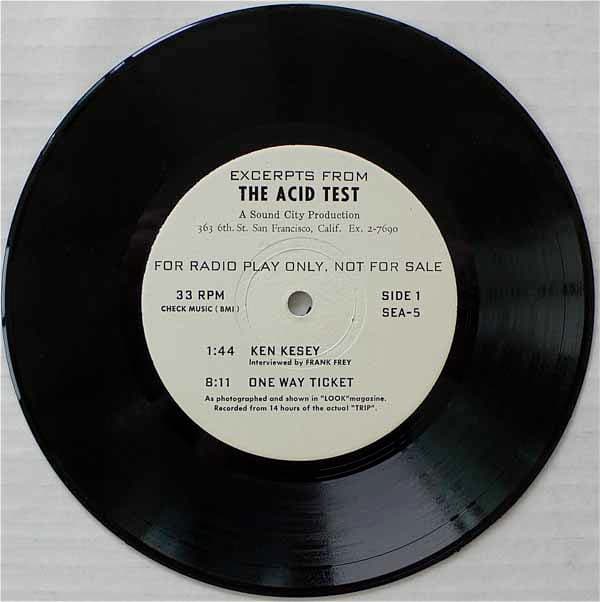 EXCERPTS FROM
THE ACID TEST
A Sound City Production
363 6th. St. San Francisco, Calif. Ex. 2-7690
FOR RADIO PLAY ONLY, NOT FOR SALE
33 RPM SIDE 1
CHECK MUSIC ( BMI ) SEA-5
1:44 KEN KESEY
Interviewed by FRANK FREY
8:11 ONE WAY TICKET
As photographed and shown in "LOOK"magazine.
Recorded from 14 hours of the actual "TRIP".